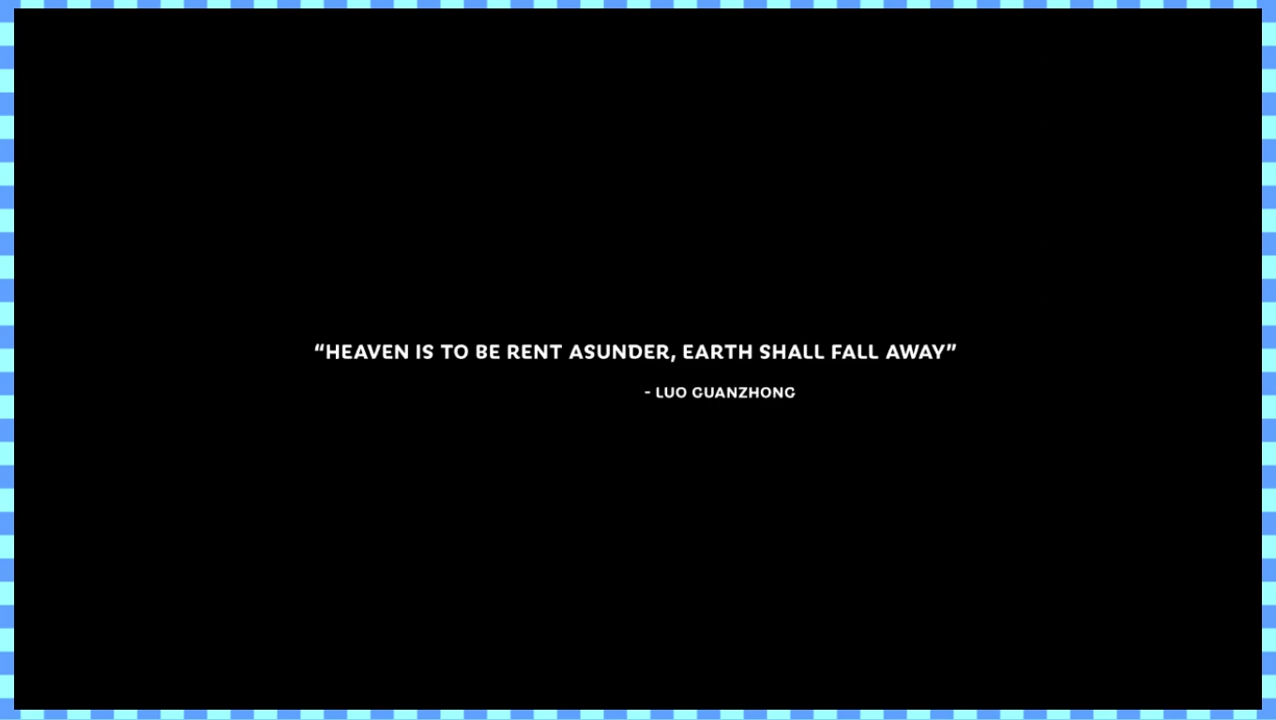 “HEAVEN IS TO BE RENT ASUNDER, EARTH SHALL FALL AWAY”
- LUO GUANZHONG